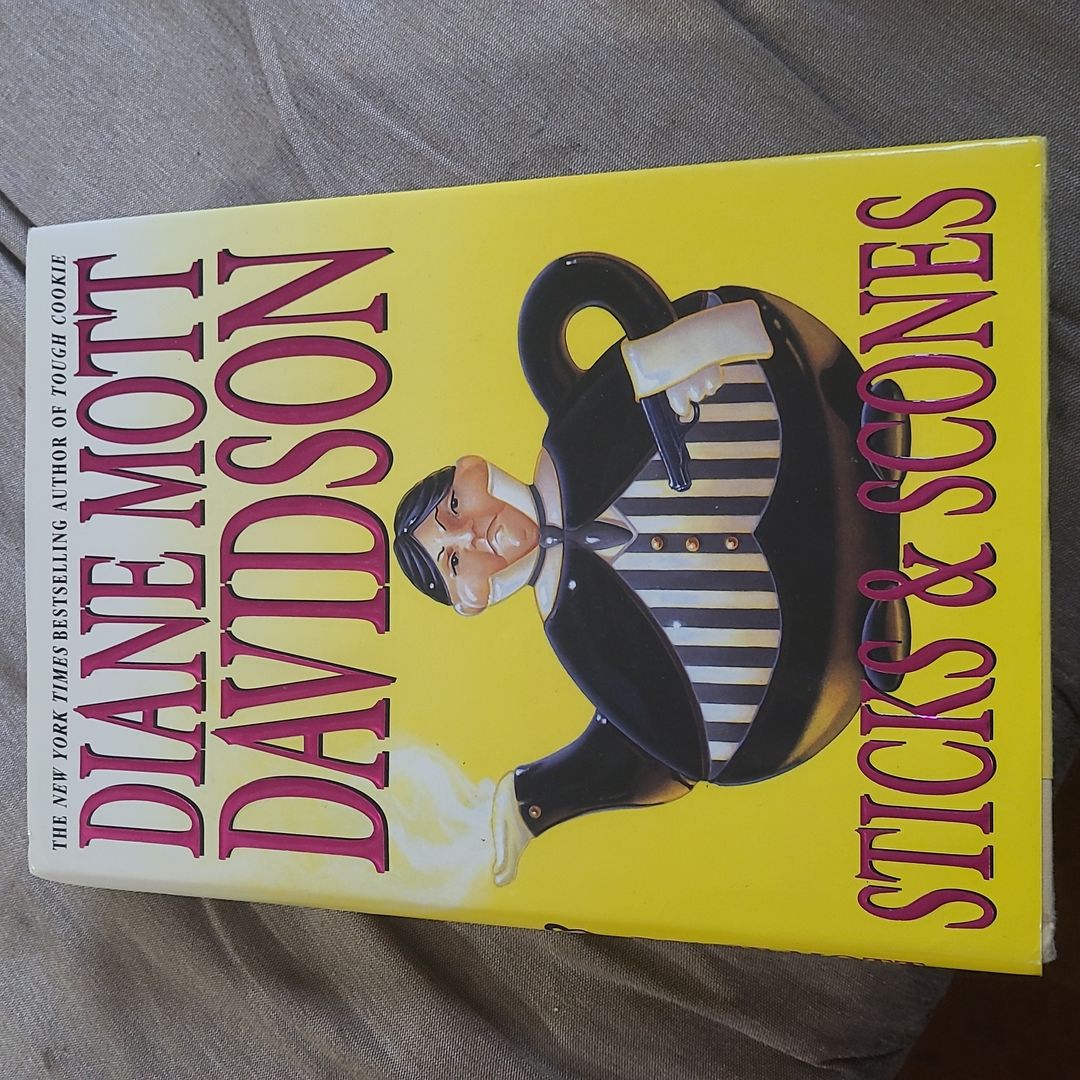 THE NEW YORK TIMES BESTSELLING AUTHOR OF TOUGH COOKIE
DIANE MOTT
DAVIDSON
STICKS & SCONES